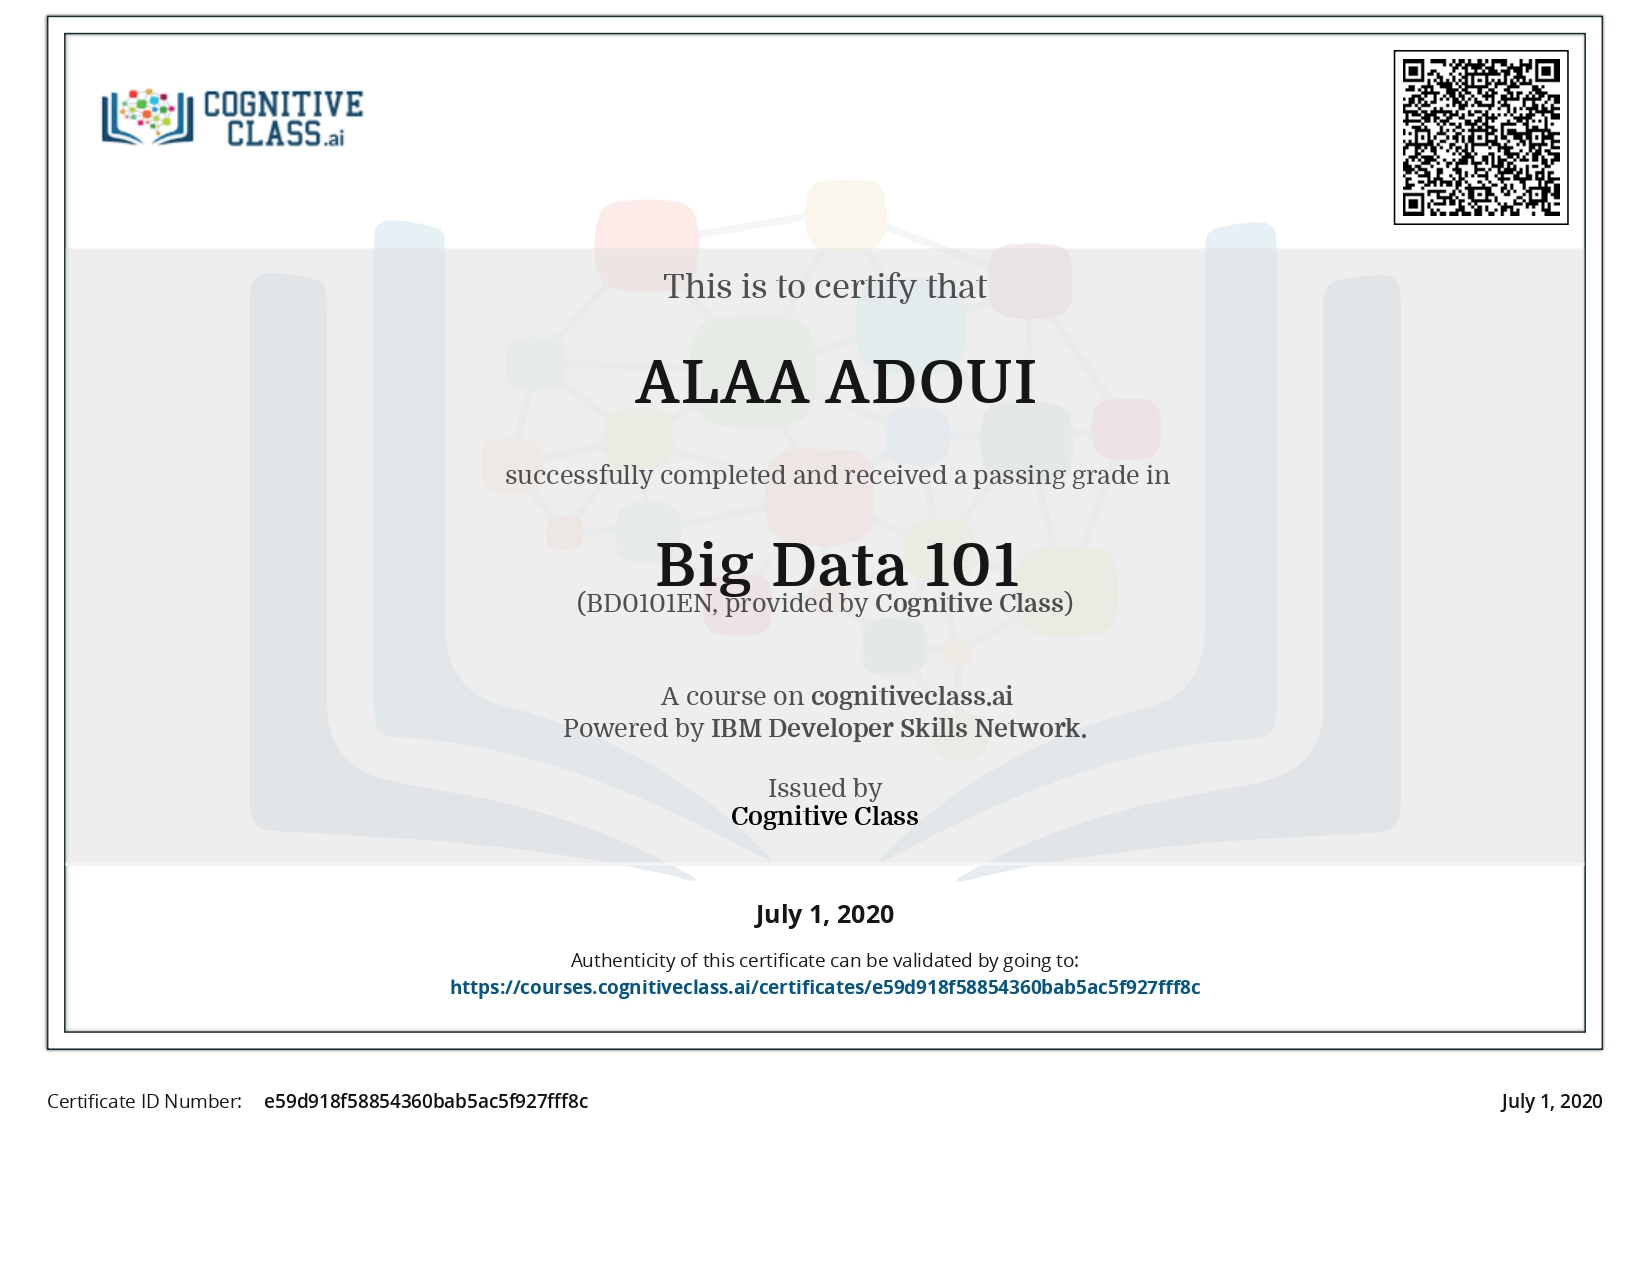 COGNITIVE
CLASS.ai
This is to certify that
ALAA ADOUI
successfully completed and received a passing grade in
Big Data 101
(BD0101EN, provided by Cognitive Class)
A course on cognitiveclass.ai
Powered by IBM Developer Skills Network.
Issued by
Cognitive Class
July 1, 2020
Authenticity of this certificate can be validated by going to:
https://courses.cognitiveclass.ai/certificates/e59d918f58854360bab5ac5f927fff8c
Certificate ID Number: e59d918f58854360bab5ac5f927fff8c
July 1, 2020